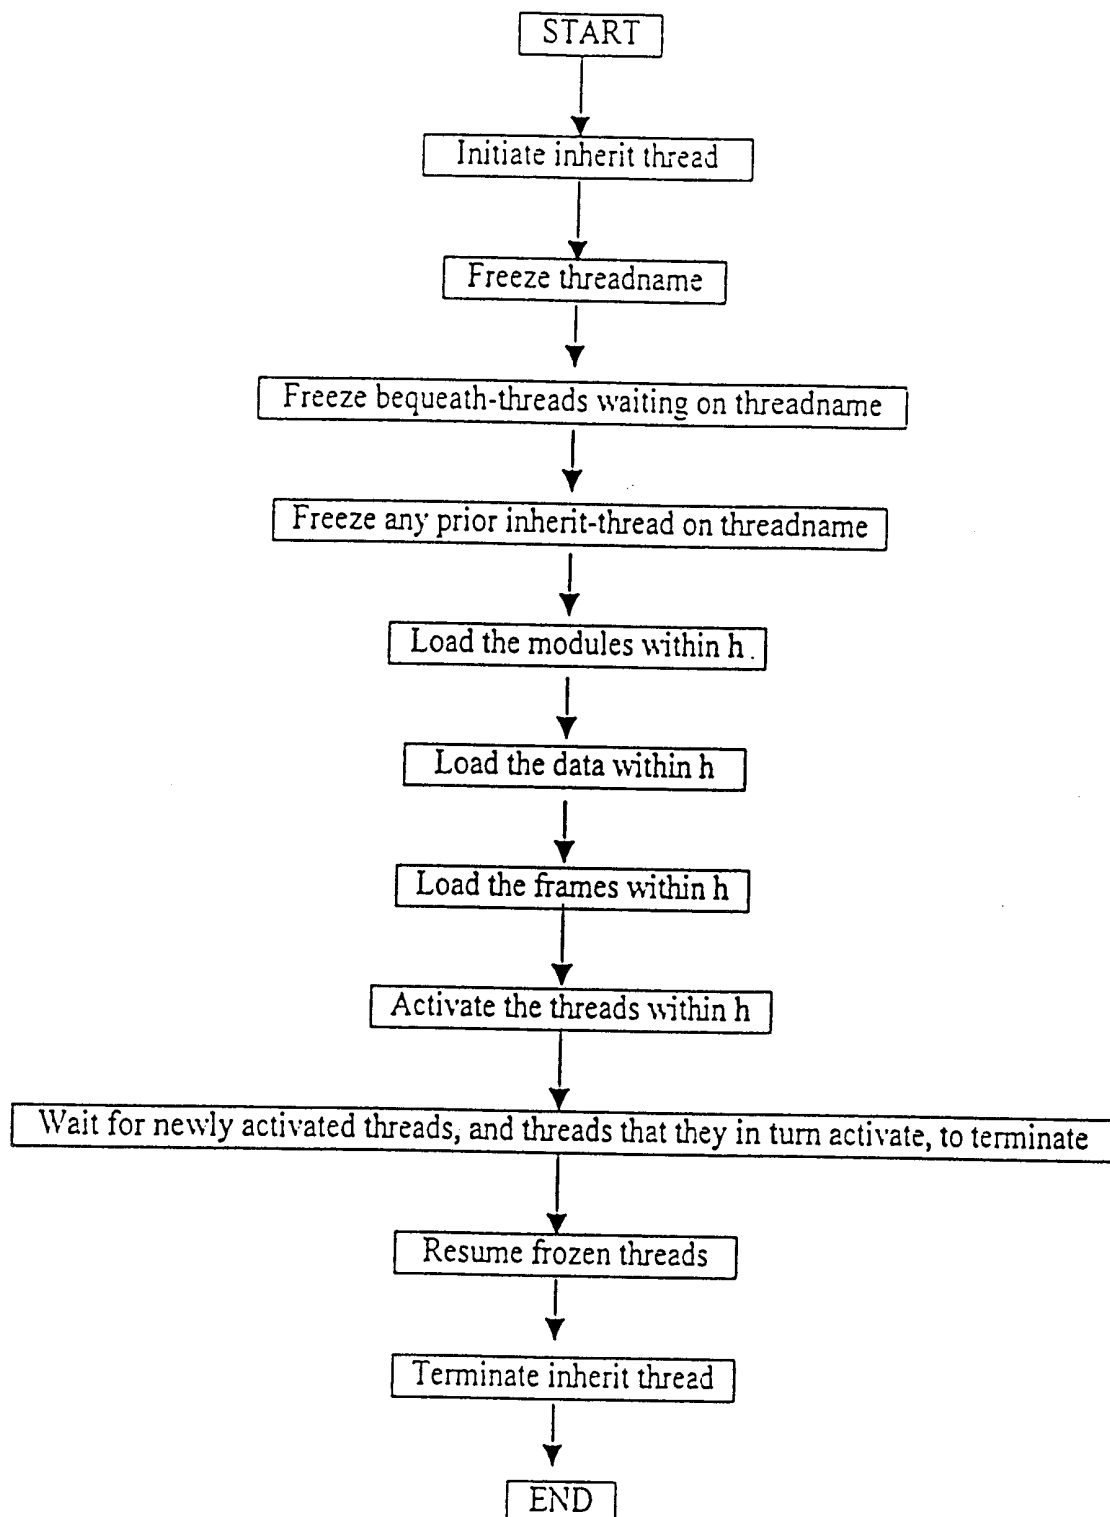 START
Initiate inherit thread
Freeze threadname
Freeze bequeath-threads waiting on threadname
Freeze any prior inherit-thread on threadname
Load the modules within h.
Load the data within h
Load the frames within h
Activate the threads within h
Wait for newly activated threads, and threads that they in turn activate, to terminate
Resume frozen threads
Terminate inherit thread
END